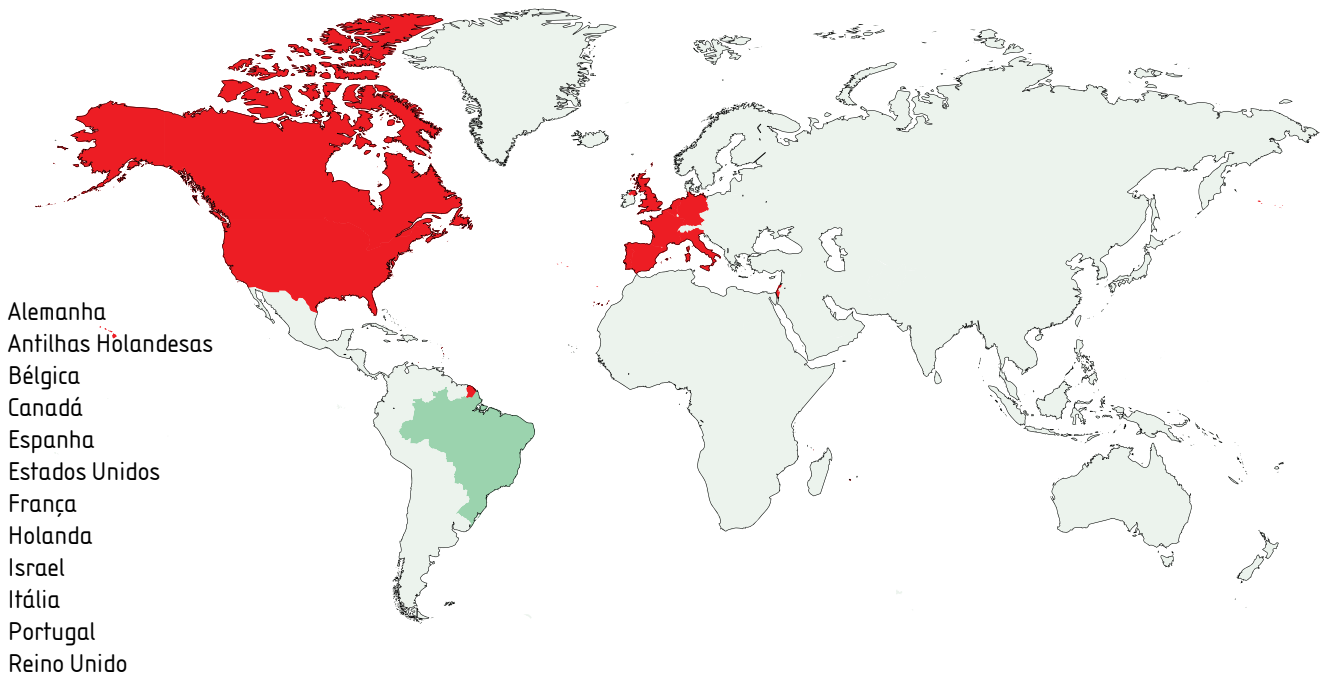 Alemanha
Antilhas Holandesas
Bélgica
Canadá
Espanha
Estados Unidos
França
Holanda
Israel
Itália
Portugal
Reino Unido